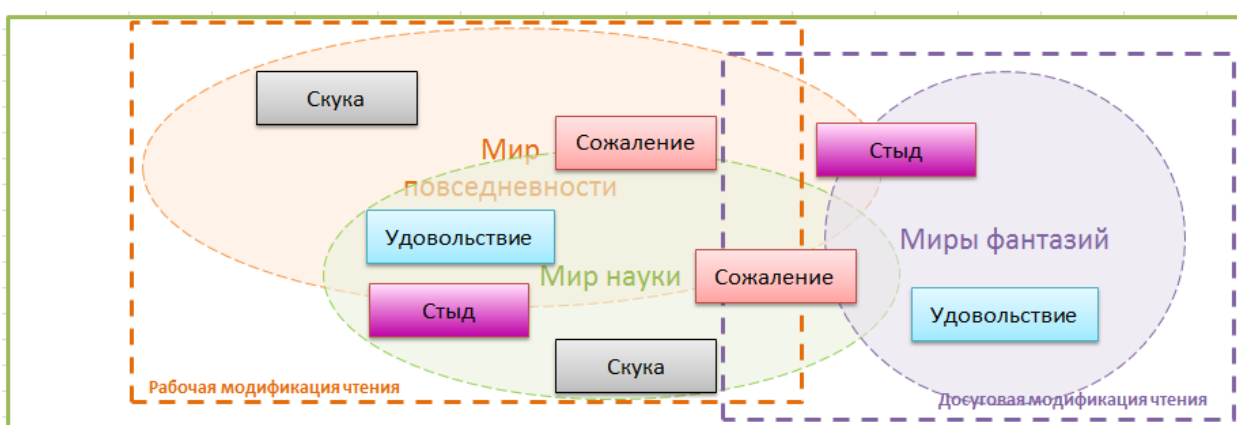 Скука
Сожаление
Стыд
Мир
повседневности
Удовольствие
Миры фантазий
Мир науки
Сожаление
Стыд
Удовольствие
Скука
Рабочая модификация чтения
Досуговая модификация чтения